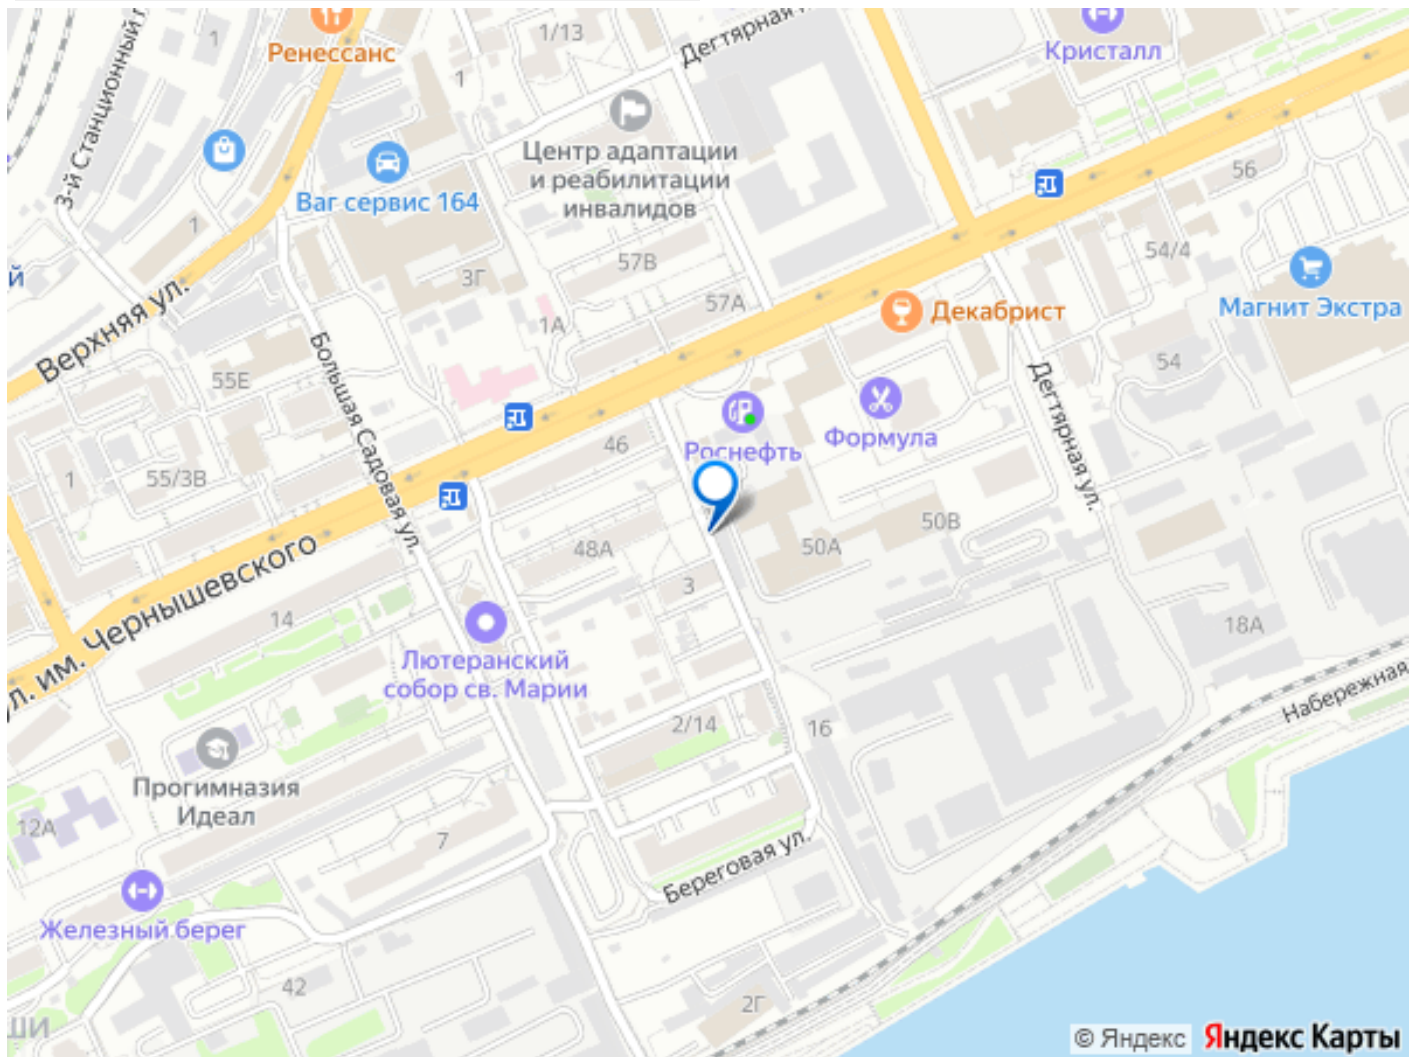 1
1/13
Дегтярная
Ренессанс
Кристалл
3-й Станционный п
1
Центр адаптации
и реабилитации
инвалидов
Ваг сервис 164
56
1
57В
54/4
й
3Г
57А
Декабрист
Магнит Экстра
Верхняя ул.
1А
55Е
Большая Садовая ул.
54
Дегтярная ул.
Роснефть
Формула
46
1
55/3В
50В
48А
50А
л. им. Чернышевского
3
14
18А
Лютеранский
собор св. Марии
Набережная
2/14
16
Прогимназия
Идеал
12А
7
Береговая ул.
Железный берег
42
2Г
ШИ
© Яндекс Яндекс Карты